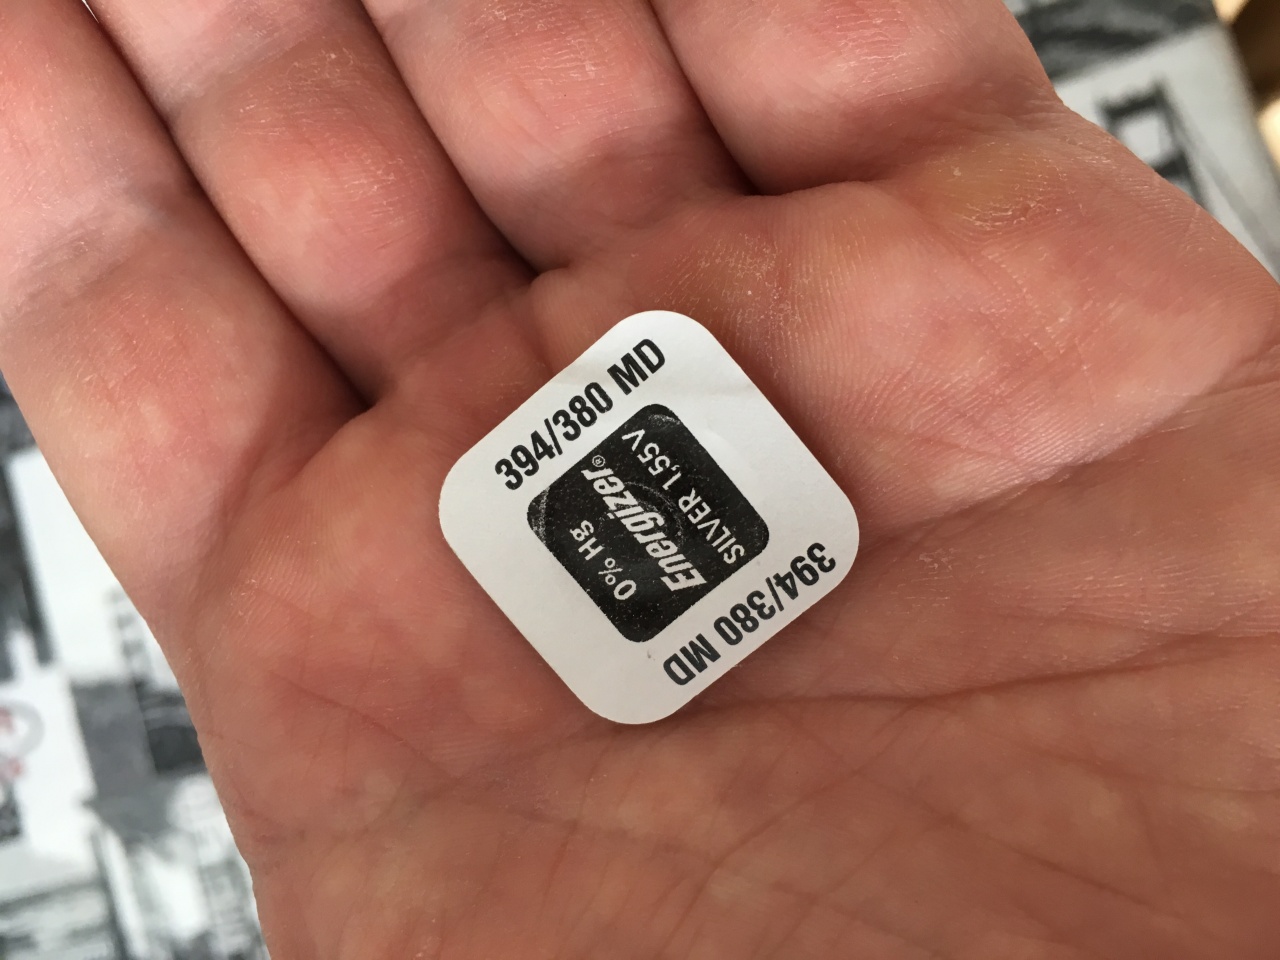 394/380 MD
0% Hg
Energizer®
SILVER 1,55V
394/380 MD